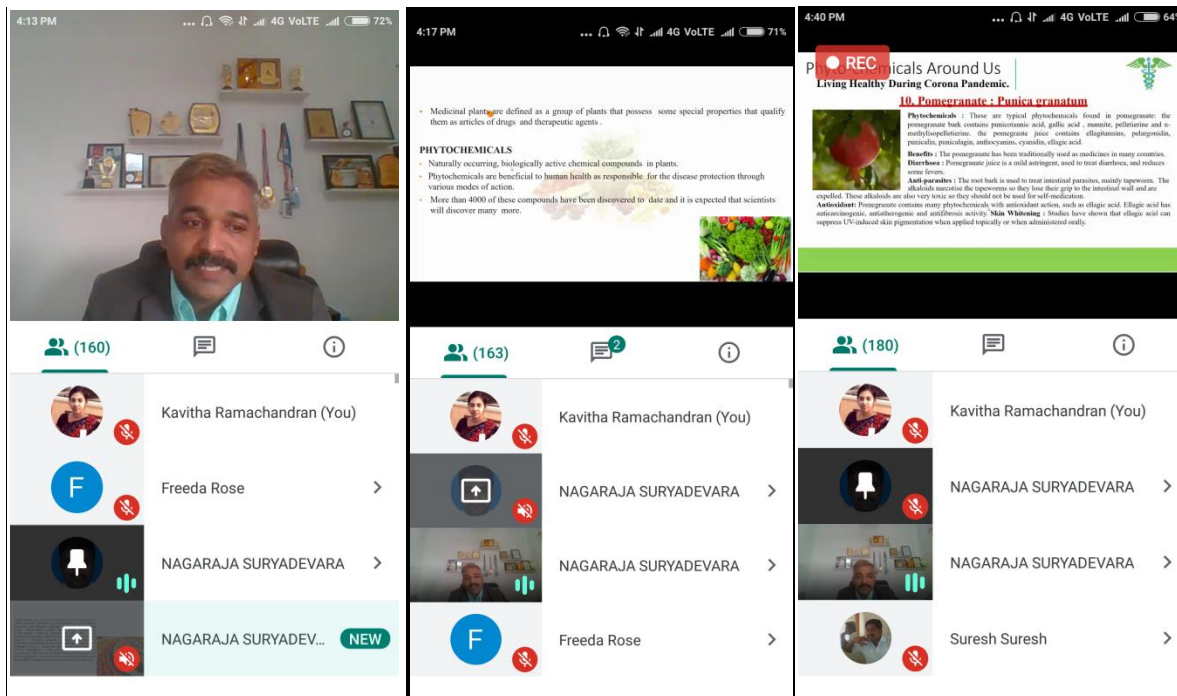 4:13 PM
... 4G VoLTE 72%
(160)
Kavitha Ramachandran (You)
F
Freeda Rose
NAGARAJA SURYADEVARA
NAGARAJA SURYADEV... NEW
4:17 PM
... 4G VoLTE 71%
• Medicinal plants are defined as a group of plants that possess some special properties that qualify
them as articles of drugs and therapeutic agents .
PHYTOCHEMICALS
• Naturally occurring, biologically active chemical compounds in plants.
• Phytochemicals are beneficial to human health as responsible for the disease protection through
various modes of action.
• More than 4000 of these compounds have been discovered to date and it is expected that scientists
will discover many more.
(163)
2
Kavitha Ramachandran (You)
NAGARAJA SURYADEVARA
NAGARAJA SURYADEVARA
F
Freeda Rose
4:40 PM
... 4G VoLTE 64%
REC
Phyto-chemicals Around Us
Living Healthy During Corona Pandemic.
10. Pomegranate : Punica granatum
Phytochemicals : These are typical phytochemicals found in pomegranate: the
pomegranate bark contains punicotannic acid, gallic acid , mannite, pelletierine and n-
methylisopelletierine. the pomegrante juice contains ellagitannins, pelargonidin,
punicalin, punicalagin, anthocyanins, cyanidin, ellagic acid.
Benefits : The pomegranate has been traditionally used as medicines in many countries.
Diarrhoea : Pomegranate juice is a mild astringent, used to treat diarrhoea, and reduces
some fevers.
Anti-parasites : The root bark is used to treat intestinal parasites, mainly tapeworm. The
alkaloids narcotise the tapeworms so they lose their grip to the intestinal wall and are
expelled. These alkaloids are also very toxic so they should not be used for self-medication.
Antioxidant: Pomegranate contains many phytochemicals with antioxidant action, such as ellagic acid. Ellagic acid has
anticarcinogenic, antiatherogenic and antifibrosis activity. Skin Whitening : Studies have shown that ellagic acid can
suppress UV-induced skin pigmentation when applied topically or when administered orally.
(180)
Kavitha Ramachandran (You)
NAGARAJA SURYADEVARA
NAGARAJA SURYADEVARA
Suresh Suresh